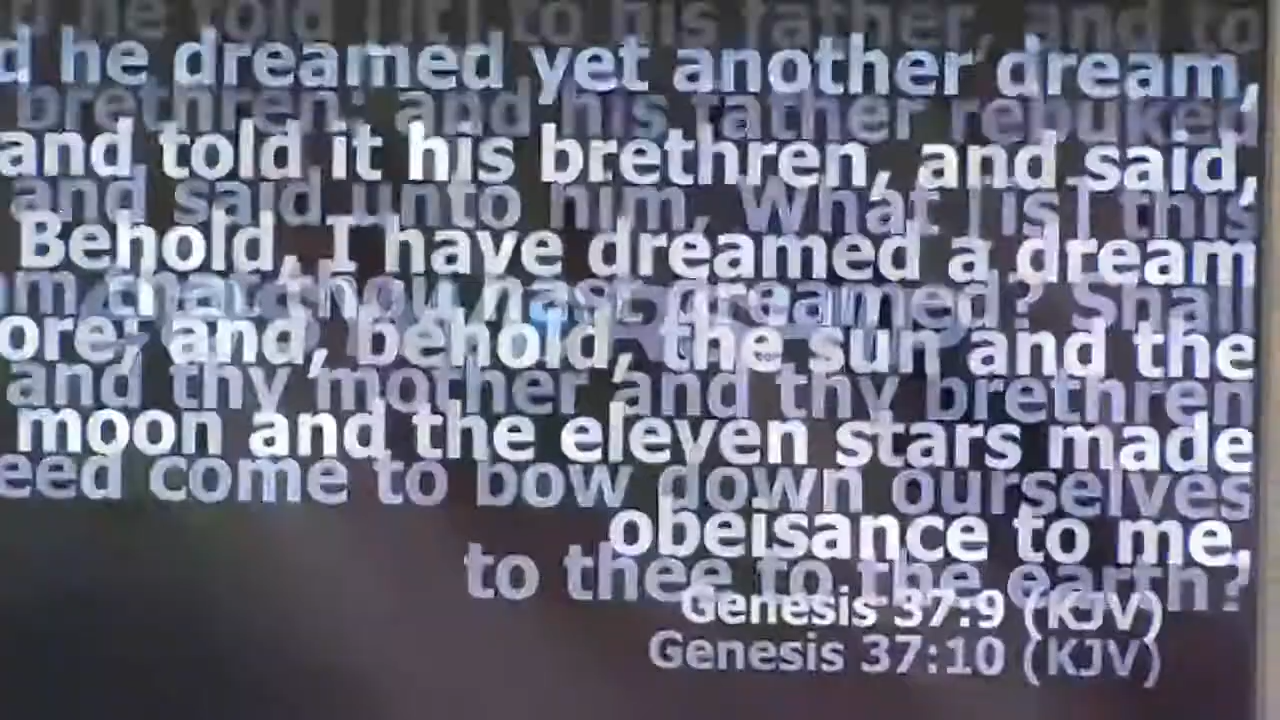 he told [it] to his father, and to
d he dreamed yet another dream,
brethren: and his father rebuked
and told it his brethren, and said,
and said unto him, What [is] this
Behold, I have dreamed a dream
m that thou hast dreamed? Shall
ore; and, behold, the sun and the
and thy mother and thy brethren
moon and the eleven stars made
eed come to bow down ourselves
obeisance to me.
to thee to the earth?
Genesis 37:9 (KJV)
Genesis 37:10 (KJV)